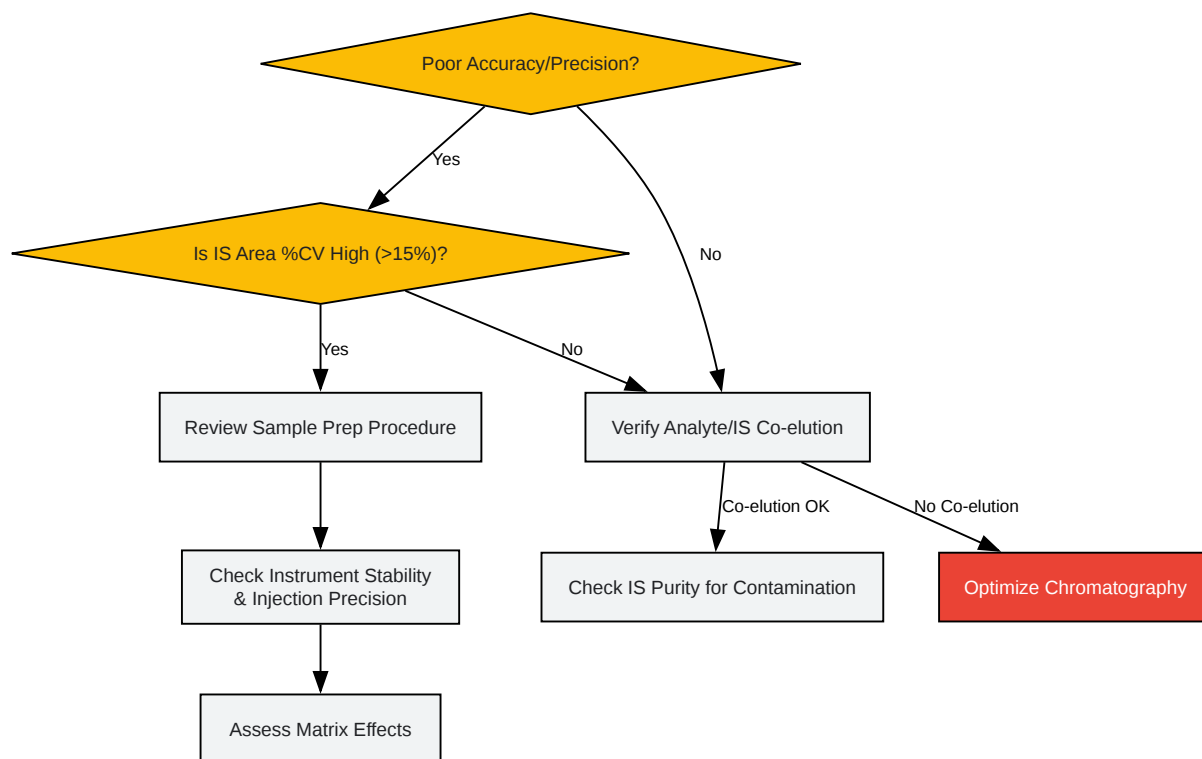 Poor Accuracy/Precision?
Yes
Is IS Area %CV High (>15%)?
No
Yes
No
Review Sample Prep Procedure
Verify Analyte/IS Co-elution
Co-elution OK
No Co-elution
Check Instrument Stability
& Injection Precision
Check IS Purity for Contamination
Optimize Chromatography
Assess Matrix Effects